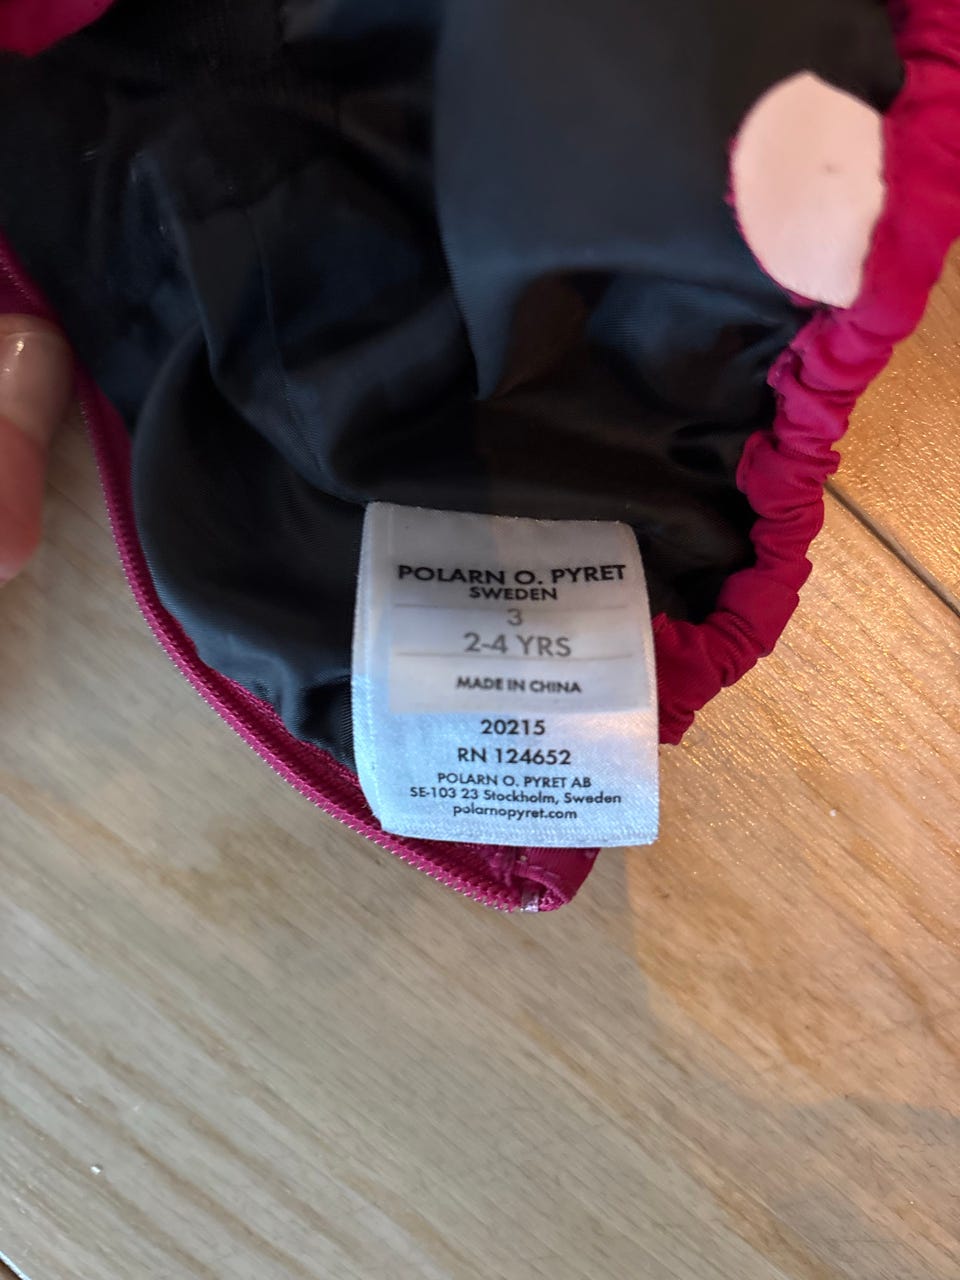 POLARN O. PYRET
SWEDEN
3
2-4 YRS
MADE IN CHINA
20215
RN 124652
POLARN O. PYRET AB
SE-103 23 Stockholm, Sweden
polarnopyret.com